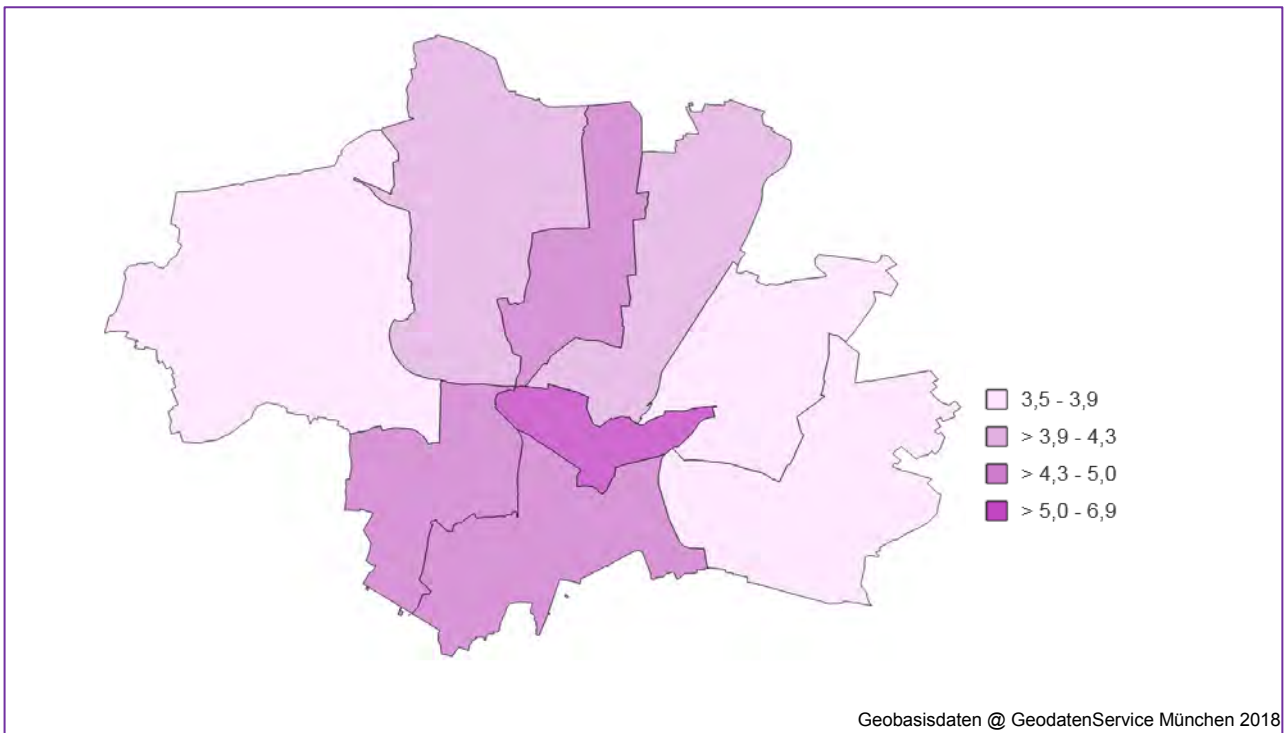 3,5 - 3,9
> 3,9 - 4,3
> 4,3 - 5,0
> 5,0 - 6,9
Geobasisdaten @ GeodatenService München 2018